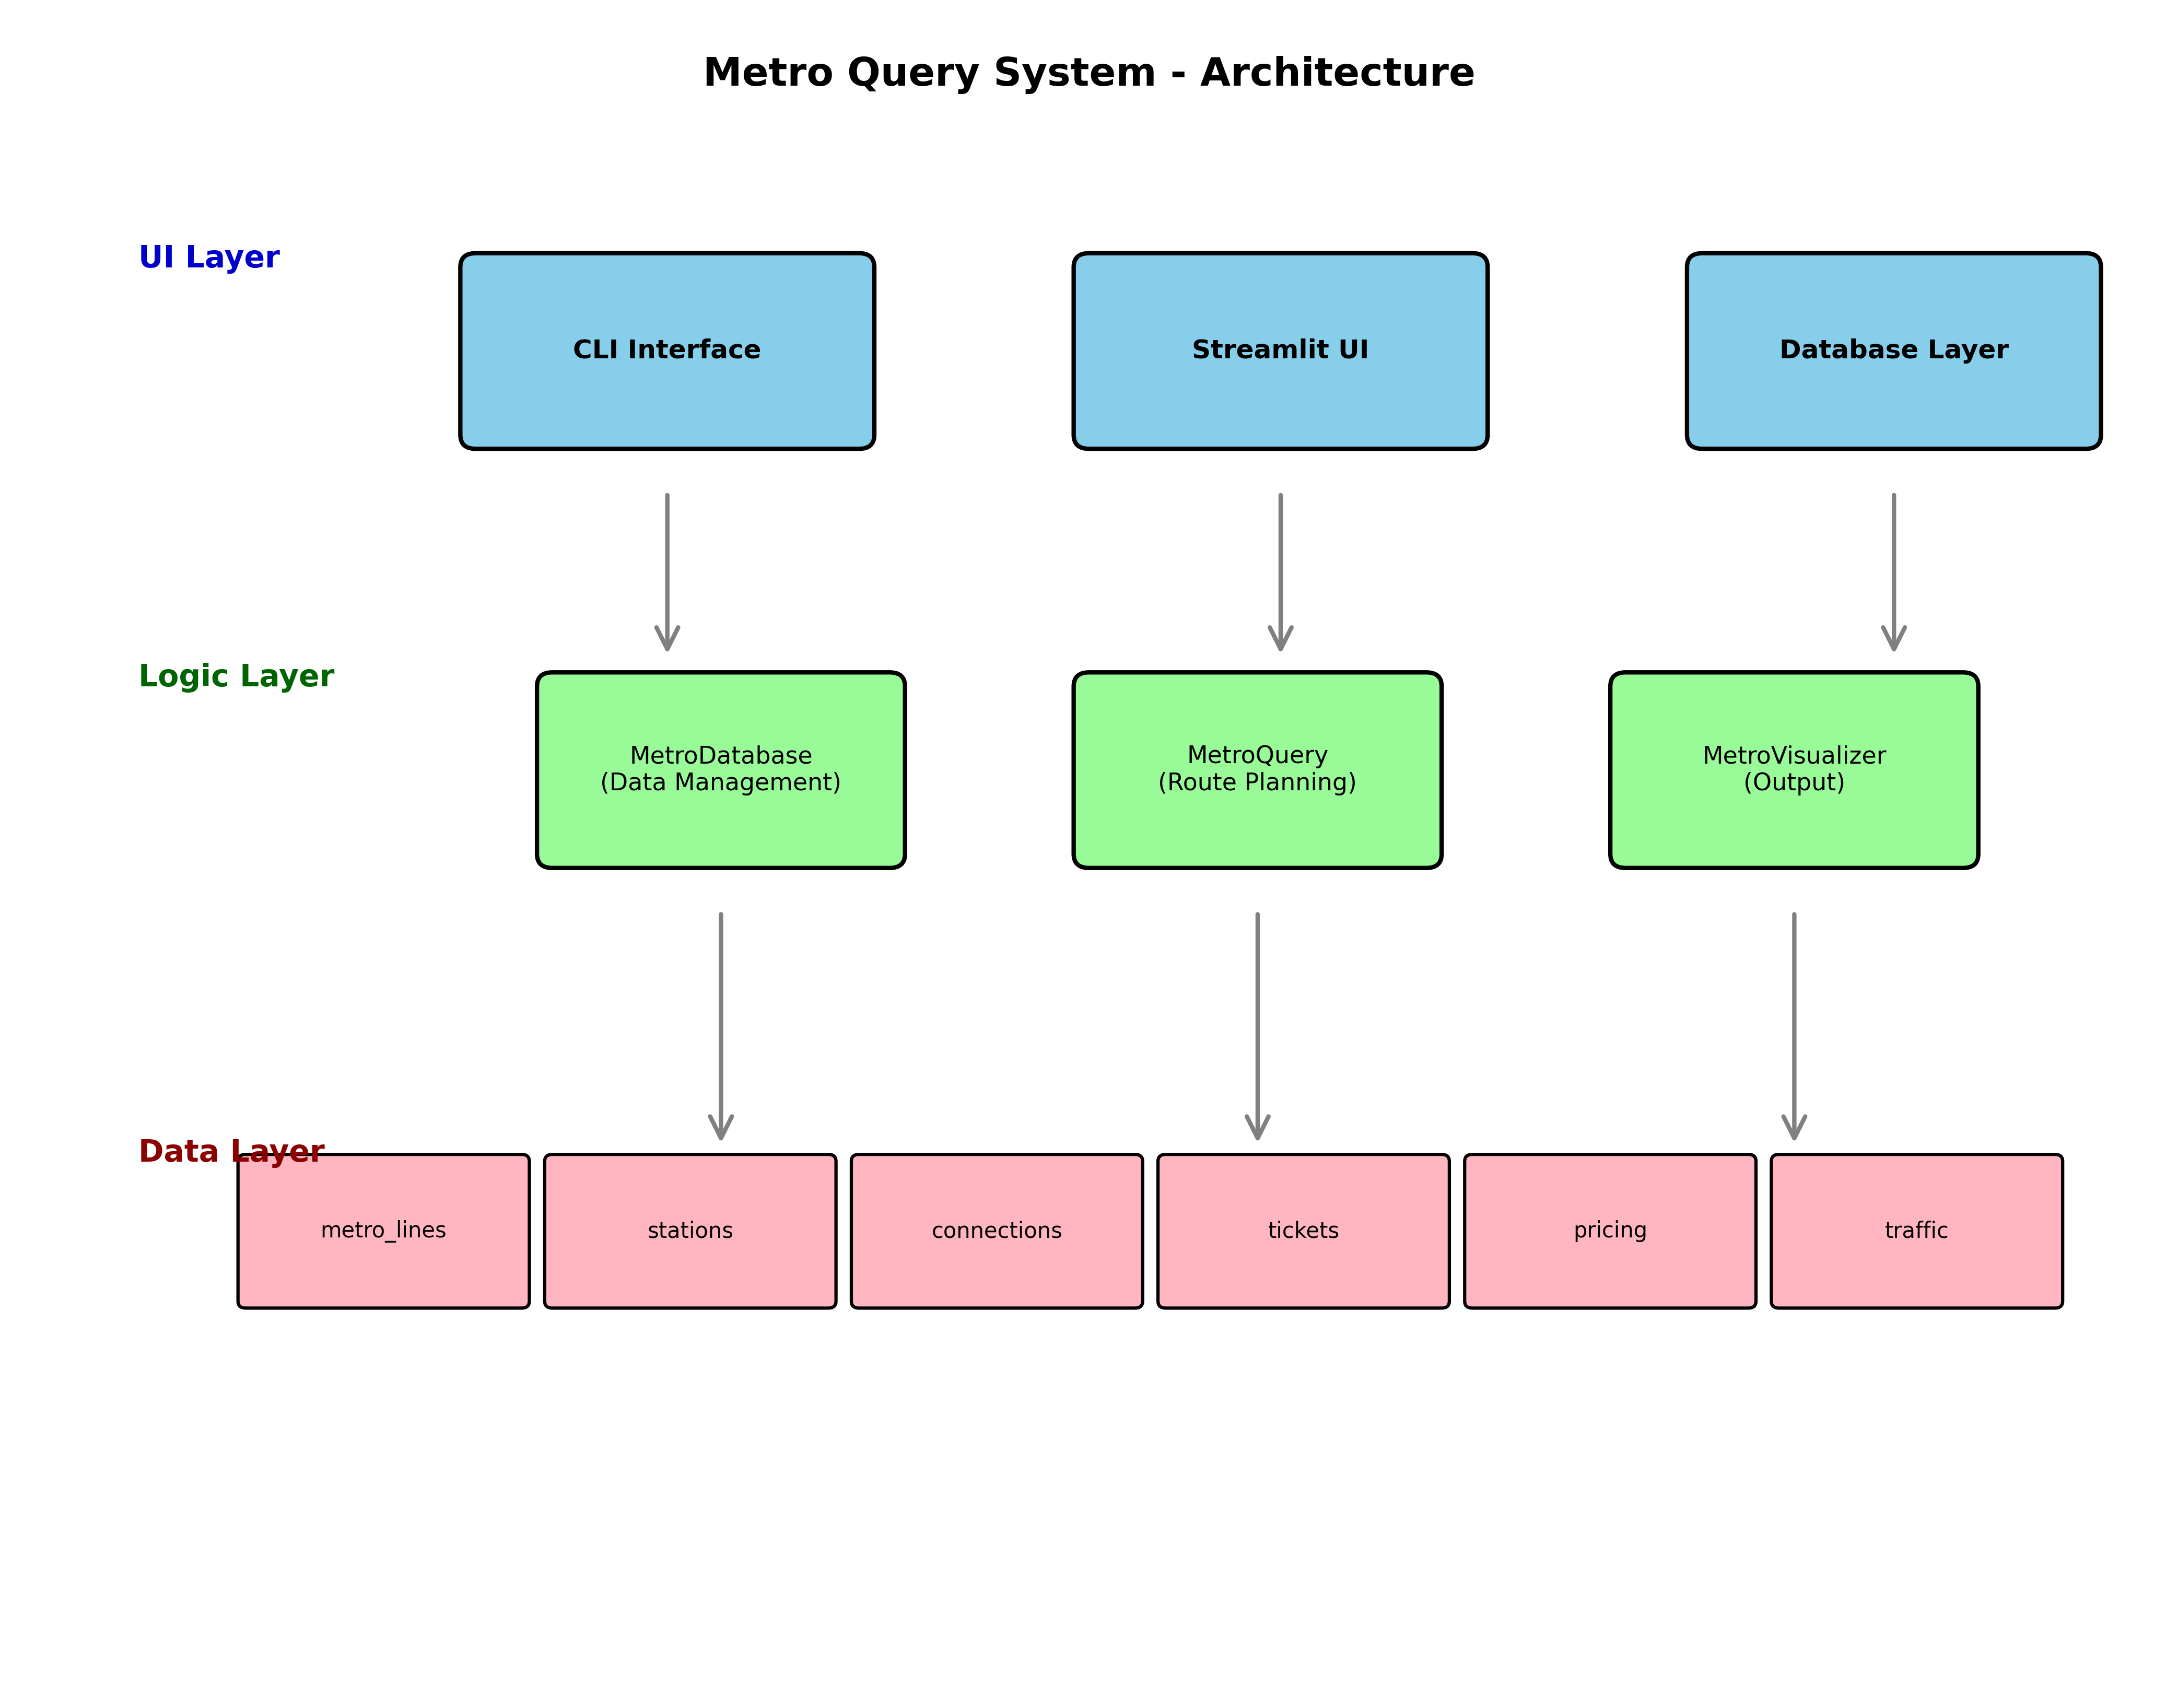 Metro Query System - Architecture
UI Layer
CLI Interface
Streamlit UI
Database Layer
Logic Layer
MetroDatabase
(Data Management)
MetroQuery
(Route Planning)
MetroVisualizer
(Output)
Data Layer
metro_lines
stations
connections
tickets
pricing
traffic